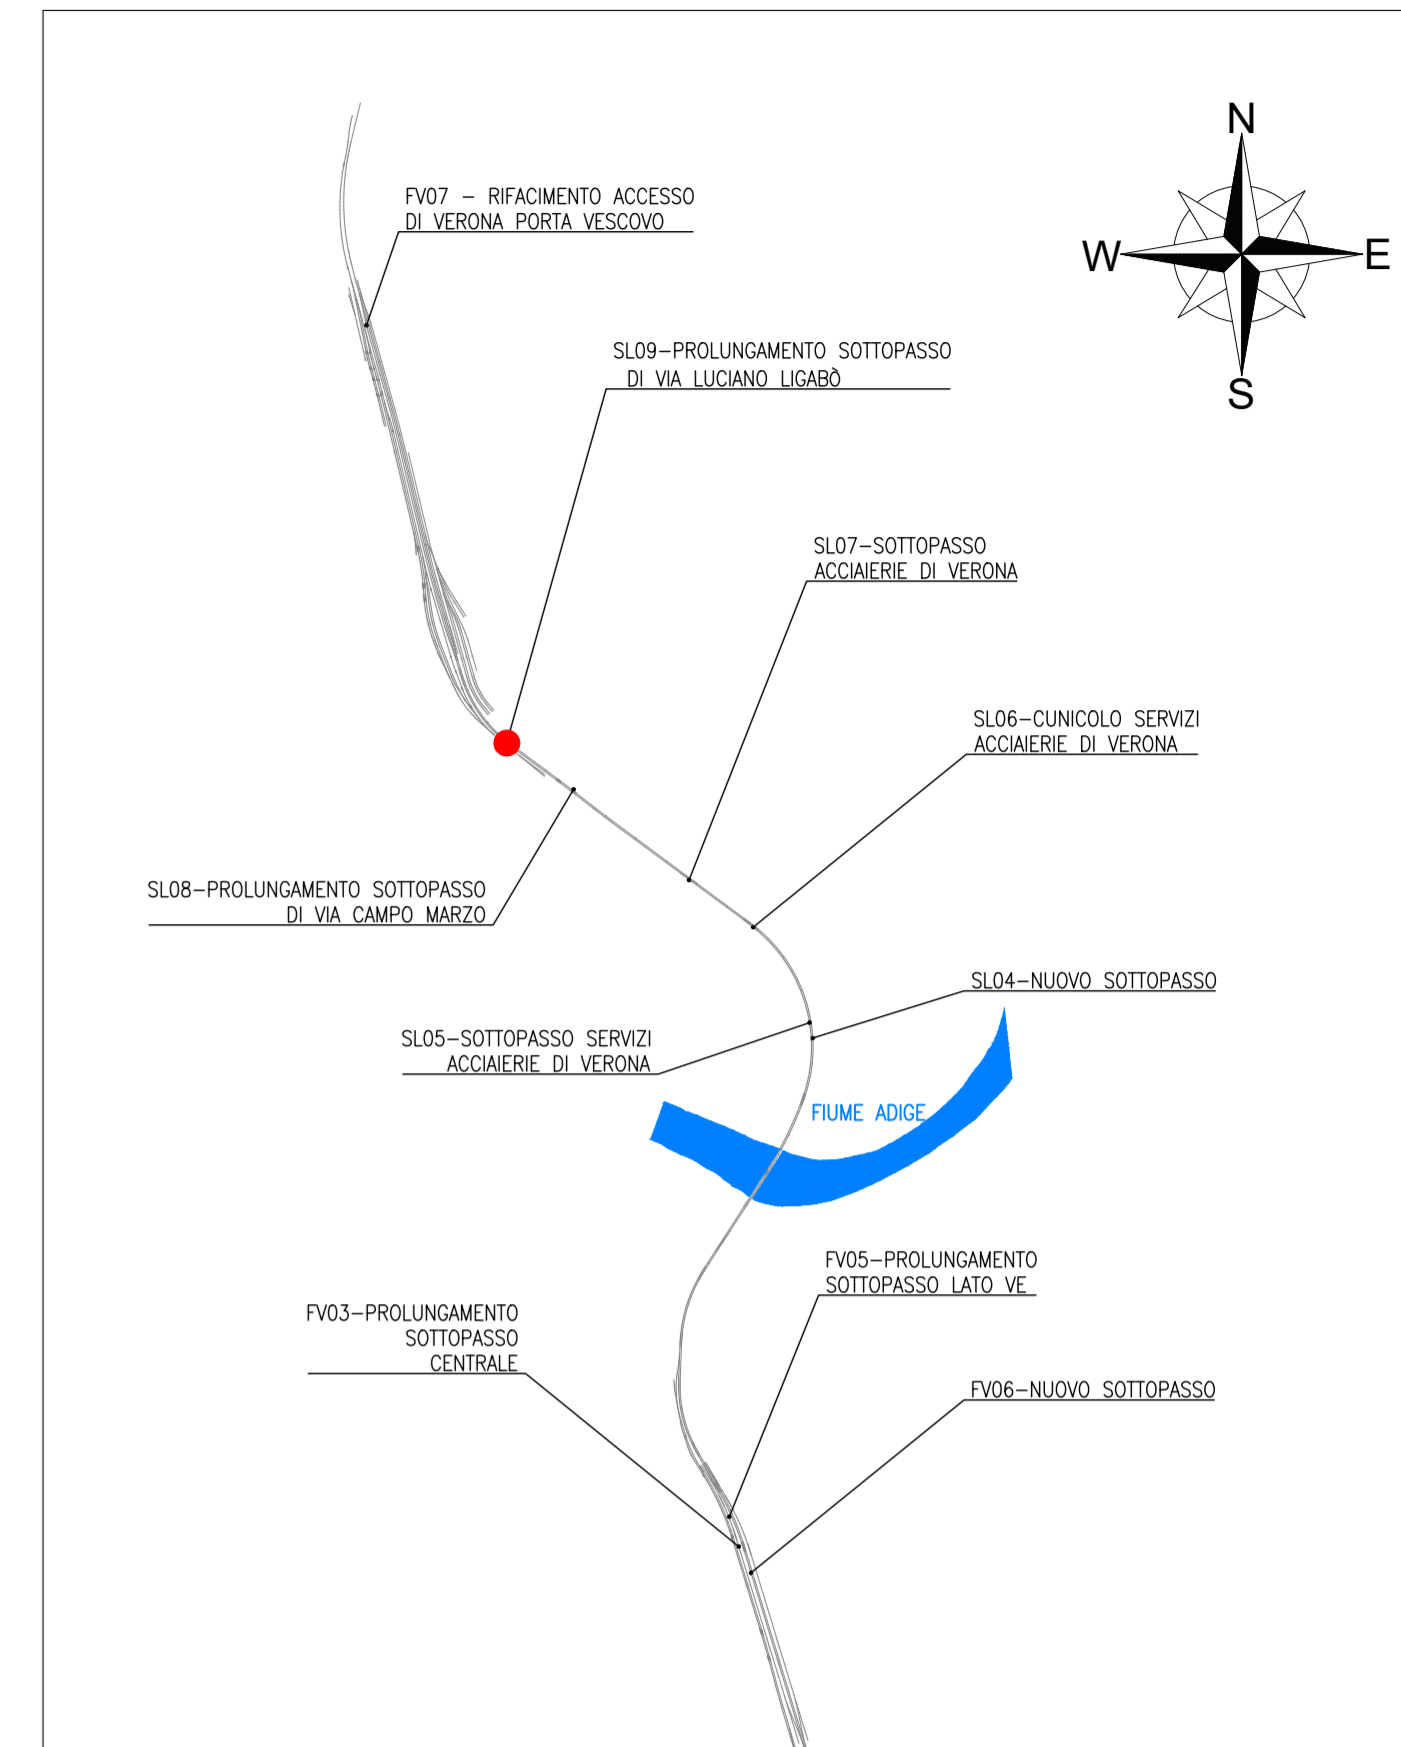 N
W
E
S
FV07 – RIFACIMENTO ACCESSO
DI VERONA PORTA VESCOVO
SL09–PROLUNGAMENTO SOTTOPASSO
DI VIA LUCIANO LIGABÒ
SL07–SOTTOPASSO
ACCIAIERIE DI VERONA
SL06–CUNICOLO SERVIZI
ACCIAIERIE DI VERONA
SL08–PROLUNGAMENTO SOTTOPASSO
DI VIA CAMPO MARZO
SL04–NUOVO SOTTOPASSO
SL05–SOTTOPASSO SERVIZI
ACCIAIERIE DI VERONA
FIUME ADIGE
FV05–PROLUNGAMENTO
SOTTOPASSO LATO VE
FV03–PROLUNGAMENTO
SOTTOPASSO
CENTRALE
FV06–NUOVO SOTTOPASSO